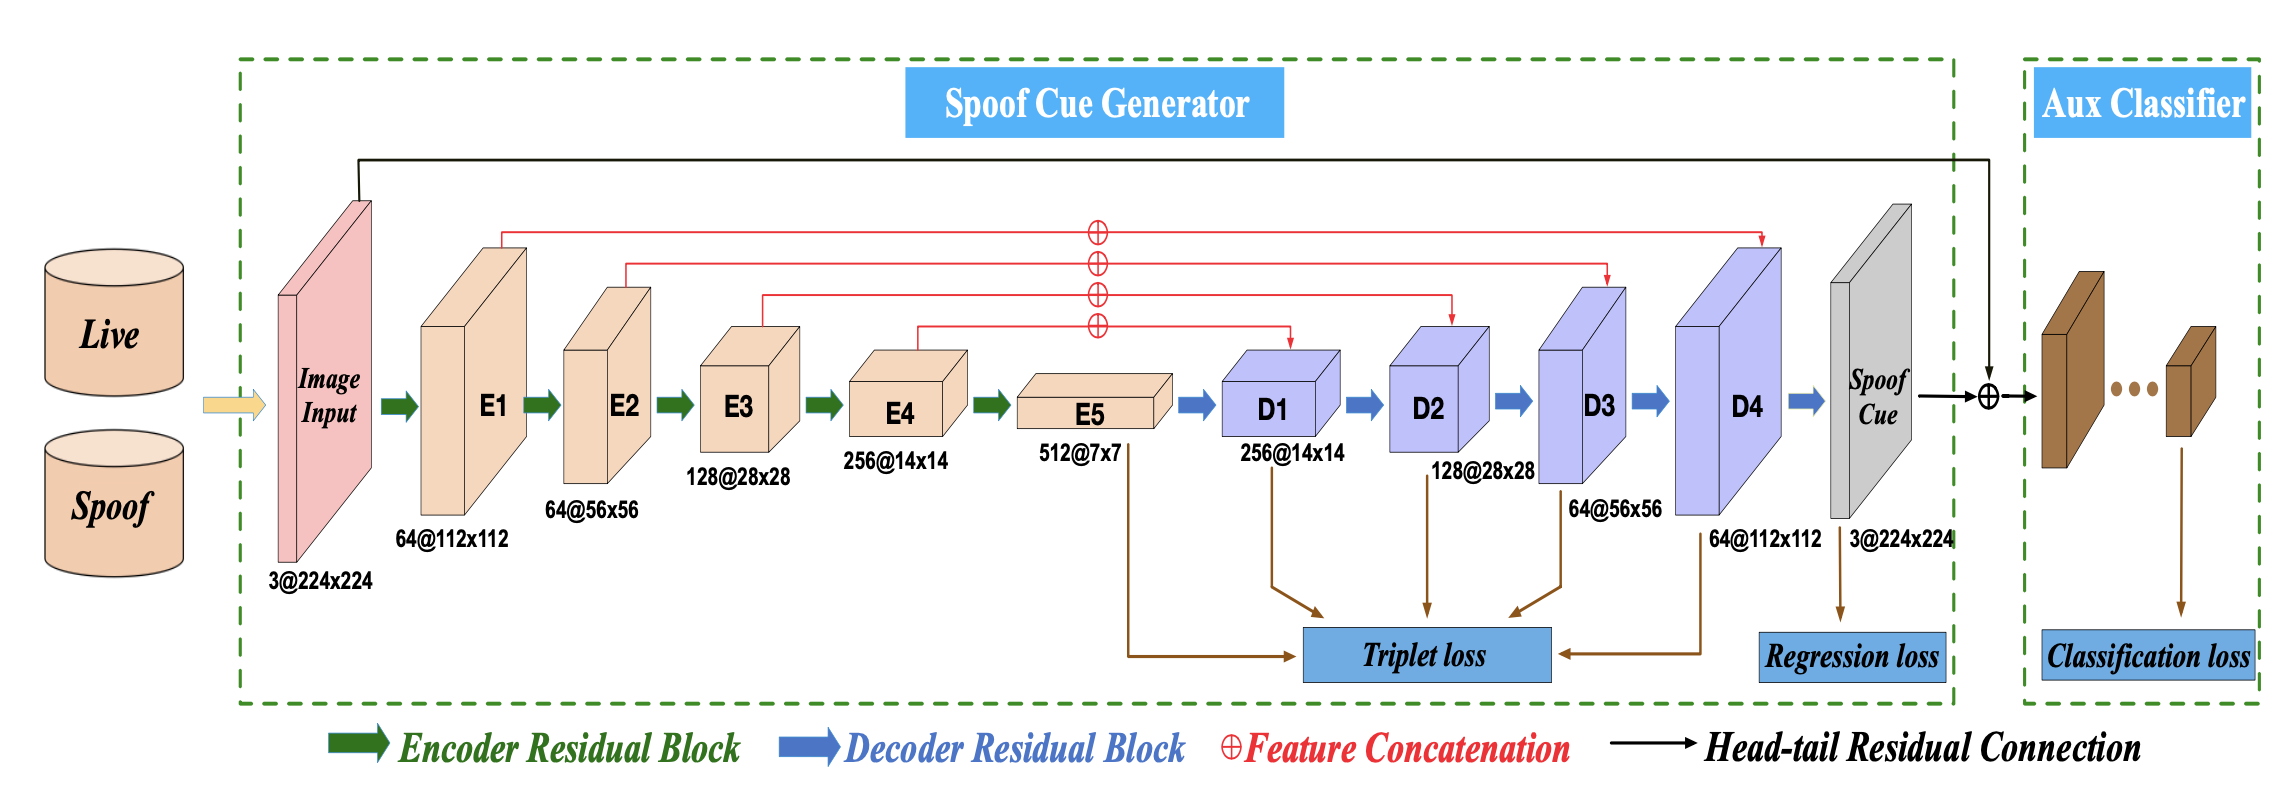 Spoof Cue Generator
Aux Classifier
Live
Spoof
Image
Input
3@224x224
E1
64@112x112
E2
64@56x56
E3
128@28x28
E4
256@14x14
E5
512@7x7
D1
256@14x14
D2
128@28x28
D3
64@56x56
D4
64@112x112
Spoof
Cue
3@224x224
Triplet loss
Regression loss
Classification loss
Encoder Residual Block
Decoder Residual Block
Feature Concatenation
Head-tail Residual Connection